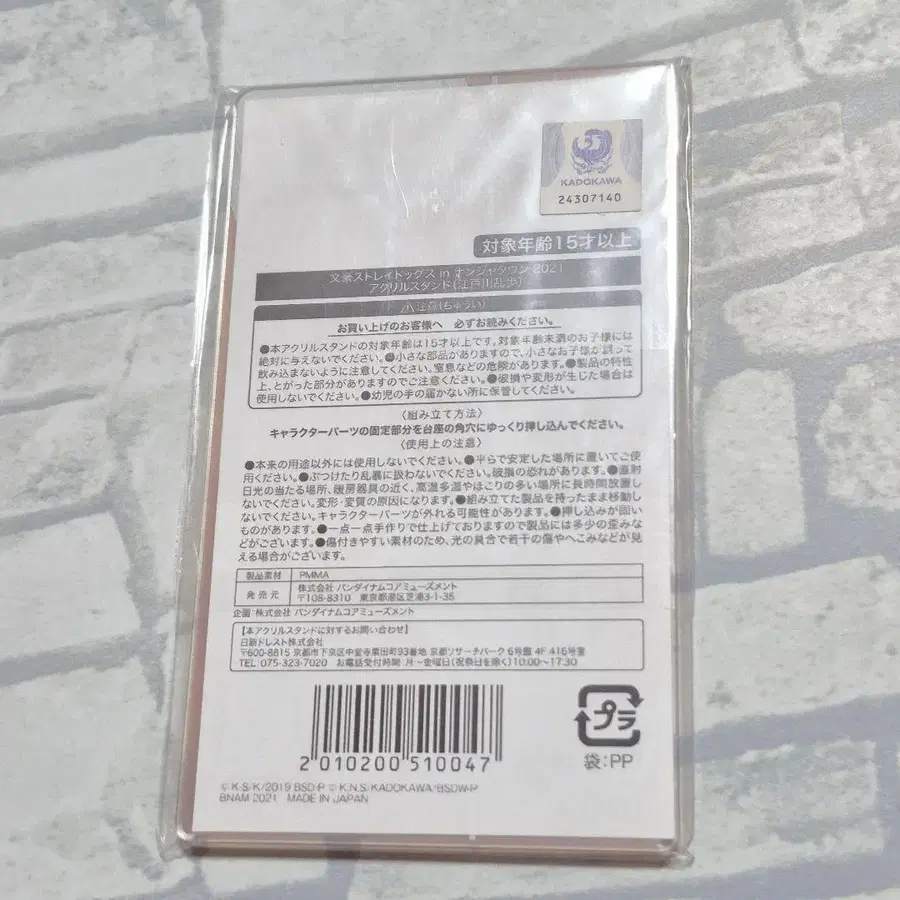 KADOKAWA
24307140
対象年齢15才以上
文豪ストレイドッグス in ナンジャタウン 2021
アクリルスタンド(江戸川乱歩)
⚠注意(ちゅうい)
お買い上げのお客様へ 必ずお読みください。
●本アクリルスタンドの対象年齢は15才以上です。対象年齢未満のお子様には
絶対に与えないでください。●小さな部品がありますので、小さなお子様が誤って
飲み込まないように注意してください。窒息などの危険があります。●製品の特性
上、とがった部分がありますのでご注意ください。●破損や変形が生じた場合は
使用しないでください。●幼児の手の届かない所に保管してください。
〈組み立て方法〉
キャラクターパーツの固定部分を台座の角穴にゆっくり押し込んでください。
〈使用上の注意〉
●本来の用途以外には使用しないでください。●平らで安定した場所に置いてご使
用ください。●ぶつけたり乱暴に扱わないでください。破損の恐れがあります。●直射
日光の当たる場所、暖房器具の近く、高温多湿やほこりの多い場所に長時間放置し
ないでください。変形・変質の原因になります。●組み立てた製品を持ったまま移動し
ないでください。キャラクターパーツが外れる可能性があります。●押し込みが固い
ものがあります。●一点一点手作りで仕上げておりますので製品には多少の歪みな
どがございます。●傷付きやすい素材のため、光の具合で若干の傷やへこみなどが見
える場合がございます。
製品素材 PMMA
発売元 株式会社 バンダイナムコアミューズメント
〒108-8310 東京都港区芝浦3-1-35
企画:株式会社 バンダイナムコアミューズメント
【本アクリルスタンドに対するお問い合わせ】
日新ドレスト株式会社
〒600-8815 京都市下京区中堂寺粟田町93番地 京都リサーチパーク 6号館 4F 416号室
TEL 075-323-7020 お電話受付時間 月~金曜日(祝祭日を除く)10:00~17:30
2 010200 510047
プラ
袋:PP
© K·S·K/2019 BSD-P © K.N.S/KADOKAWA/BSDW-P
BNAM 2021 MADE IN JAPAN